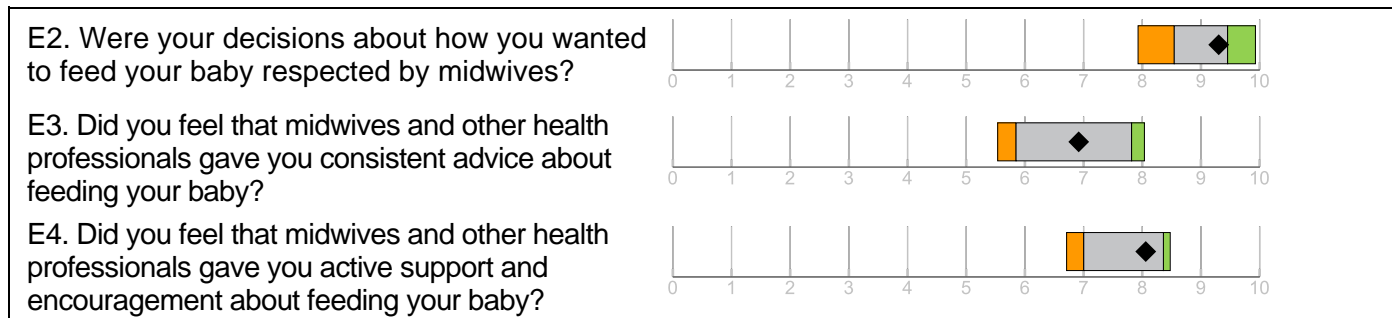 E2. Were your decisions about how you wanted
to feed your baby respected by midwives?
0 1 2 3 4 5 6 7 8 9 10
E3. Did you feel that midwives and other health
professionals gave you consistent advice about
feeding your baby?
0 1 2 3 4 5 6 7 8 9 10
E4. Did you feel that midwives and other health
professionals gave you active support and
encouragement about feeding your baby?
0 1 2 3 4 5 6 7 8 9 10